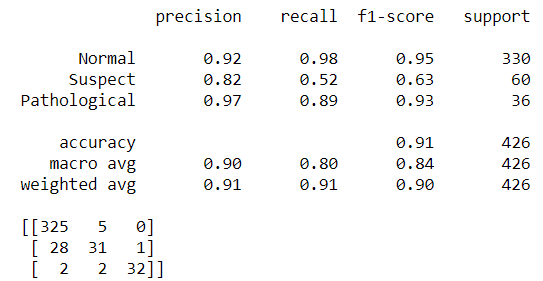 precision recall f1-score support
Normal 0.92 0.98 0.95 330
Suspect 0.82 0.52 0.63 60
Pathological 0.97 0.89 0.93 36
accuracy 0.91 426
macro avg 0.90 0.80 0.84 426
weighted avg 0.91 0.91 0.90 426
[[325 5 0]
[ 28 31 1]
[ 2 2 32]]